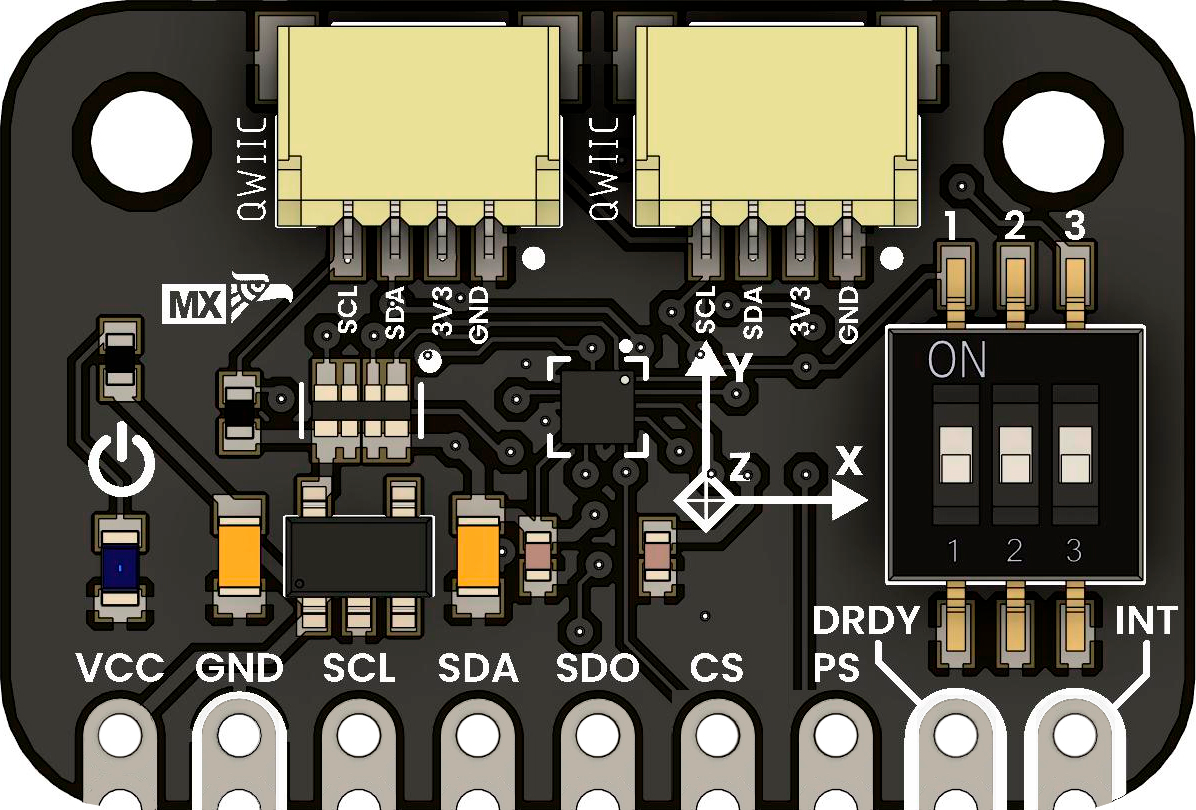 QWIIC
QWIIC
1 2 3
MX
SCL SDA 3V3 GND
SCL SDA 3V3 GND
ON
Y
Z X
1 2 3
DRDY INT
VCC GND SCL SDA SDO CS PS